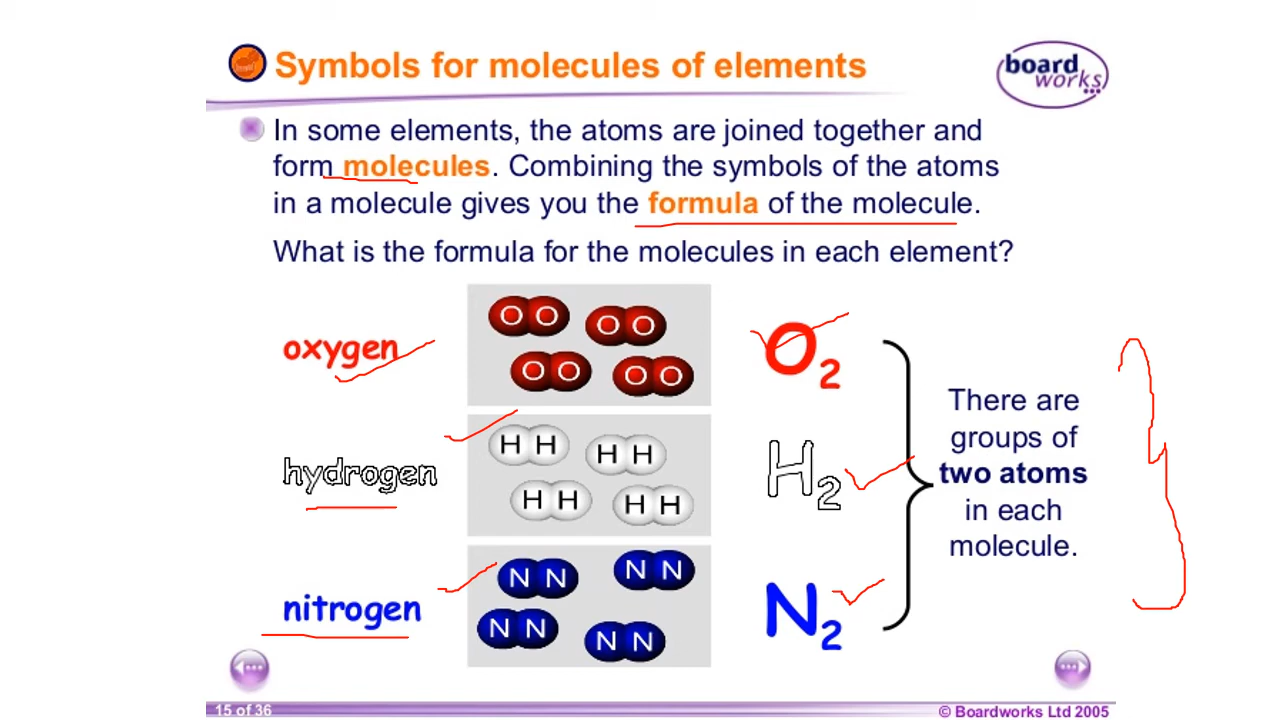 Symbols for molecules of elements
board
works
In some elements, the atoms are joined together and
form molecules. Combining the symbols of the atoms
in a molecule gives you the formula of the molecule.
What is the formula for the molecules in each element?
oxygen
O O
O O
O O
O O
O2
hydrogen
H H
H H
H H
H H
H2
nitrogen
N N
N N
N N
N N
N2
There are
groups of
two atoms
in each
molecule.
15 of 36
© Boardworks Ltd 2005